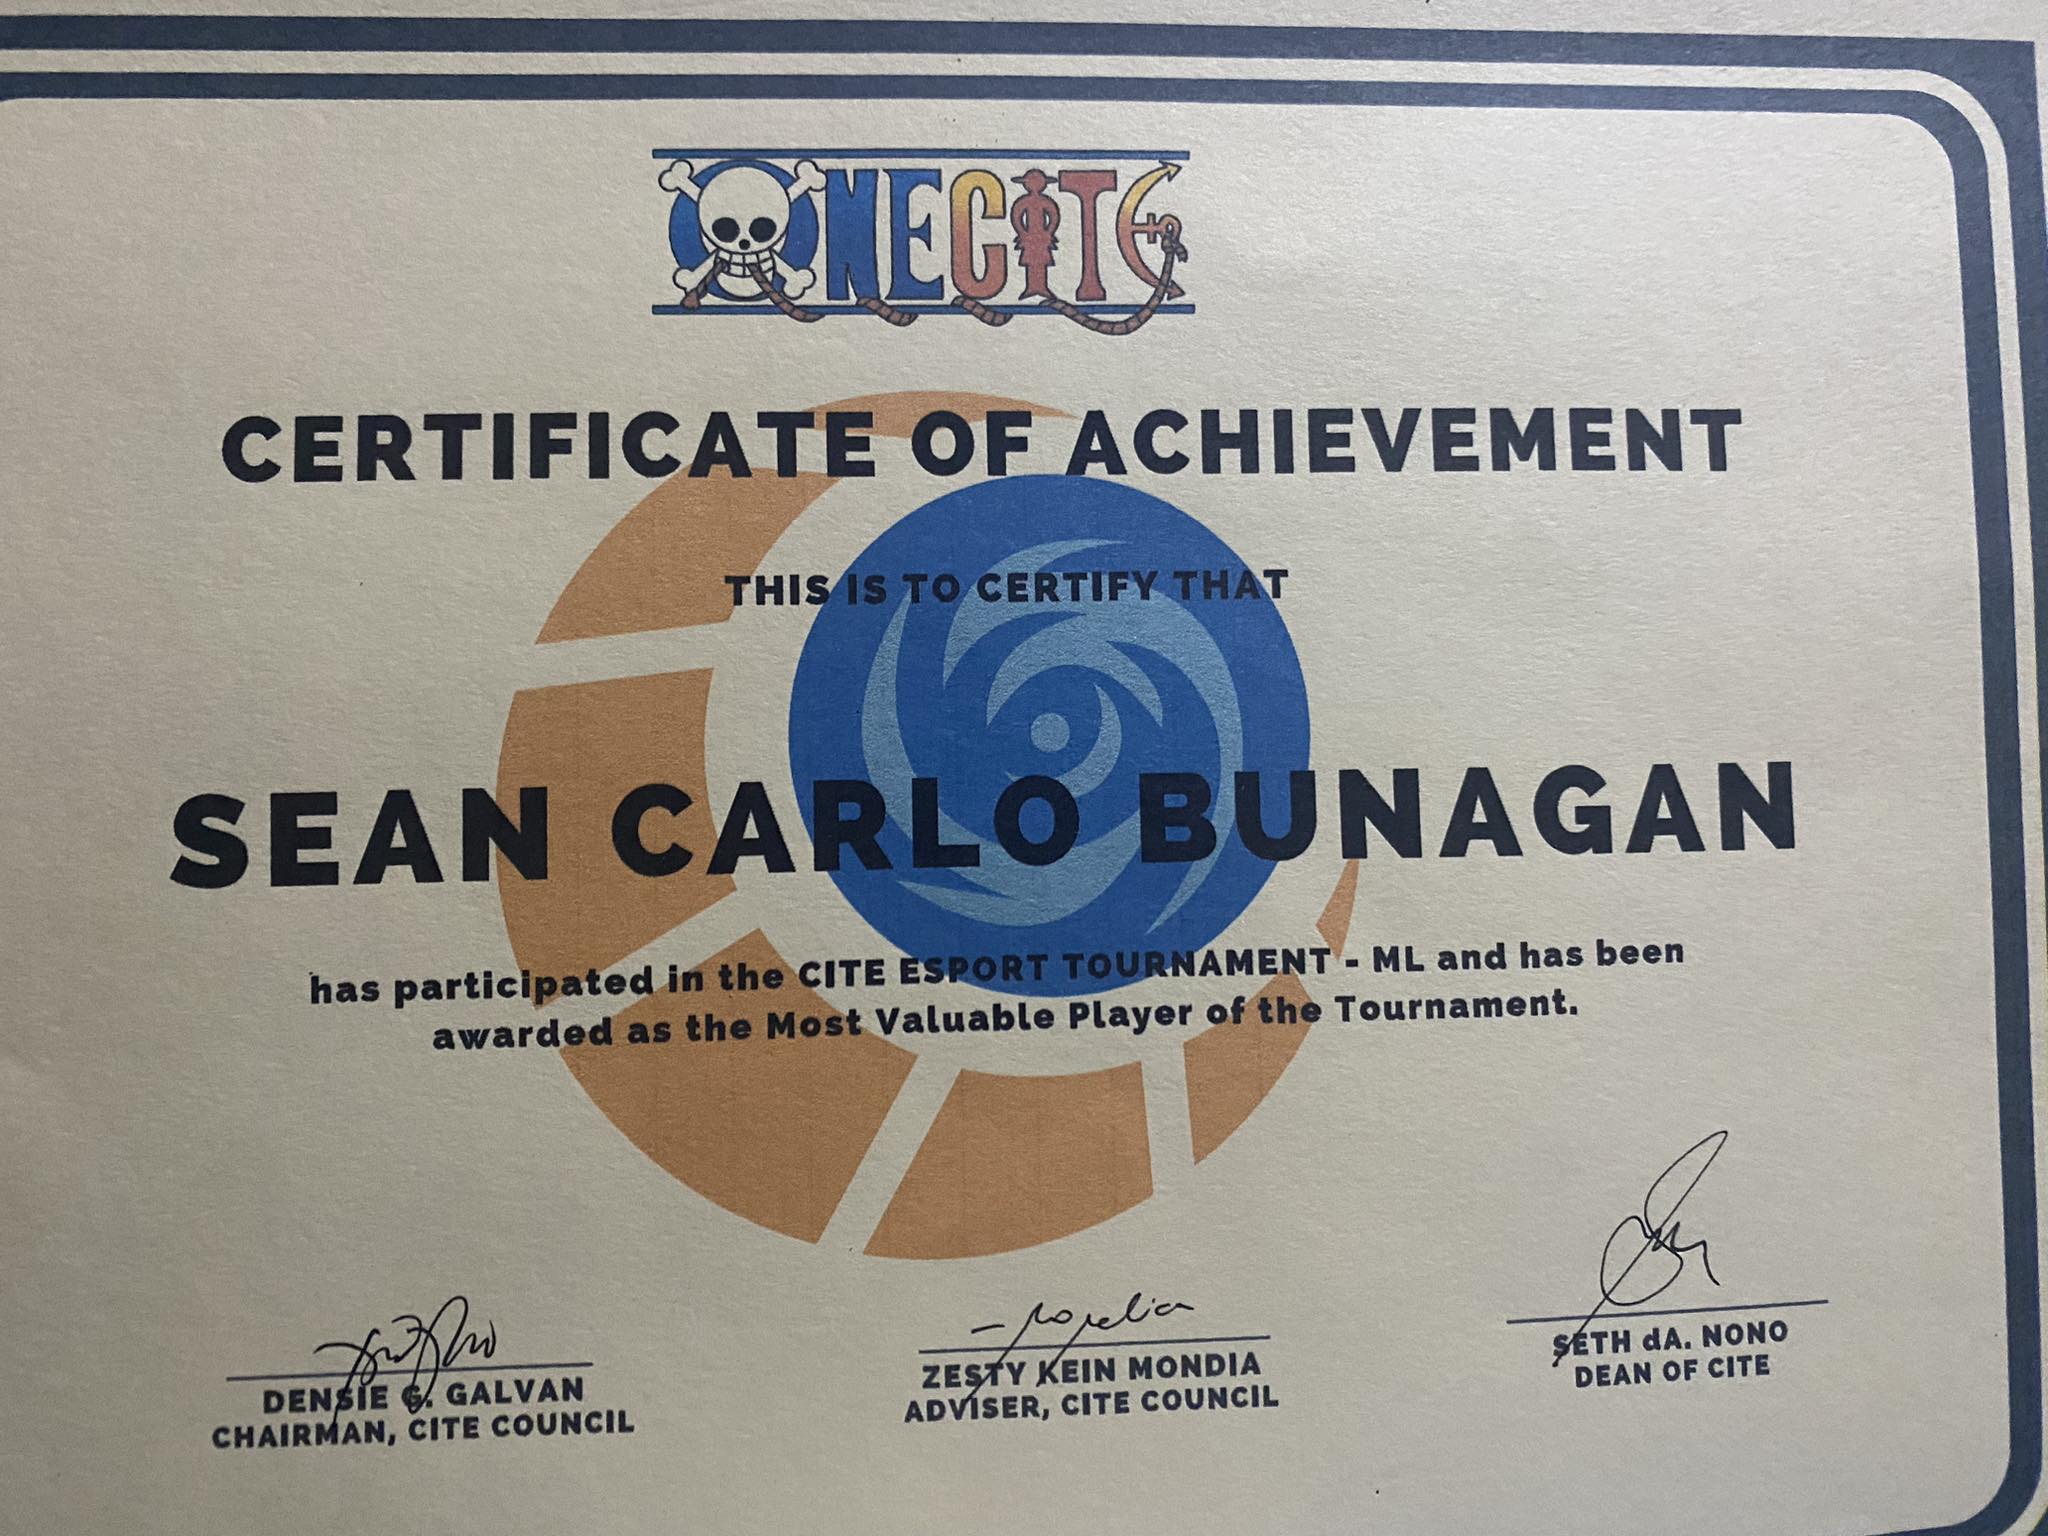 ONE CITE
CERTIFICATE OF ACHIEVEMENT
THIS IS TO CERTIFY THAT
SEAN CARLO BUNAGAN
has participated in the CITE ESPORT TOURNAMENT - ML and has been
awarded as the Most Valuable Player of the Tournament.
DENSIE G. GALVAN
CHAIRMAN, CITE COUNCIL
ZESTY KEIN MONDIA
ADVISER, CITE COUNCIL
SETH dA. NONO
DEAN OF CITE